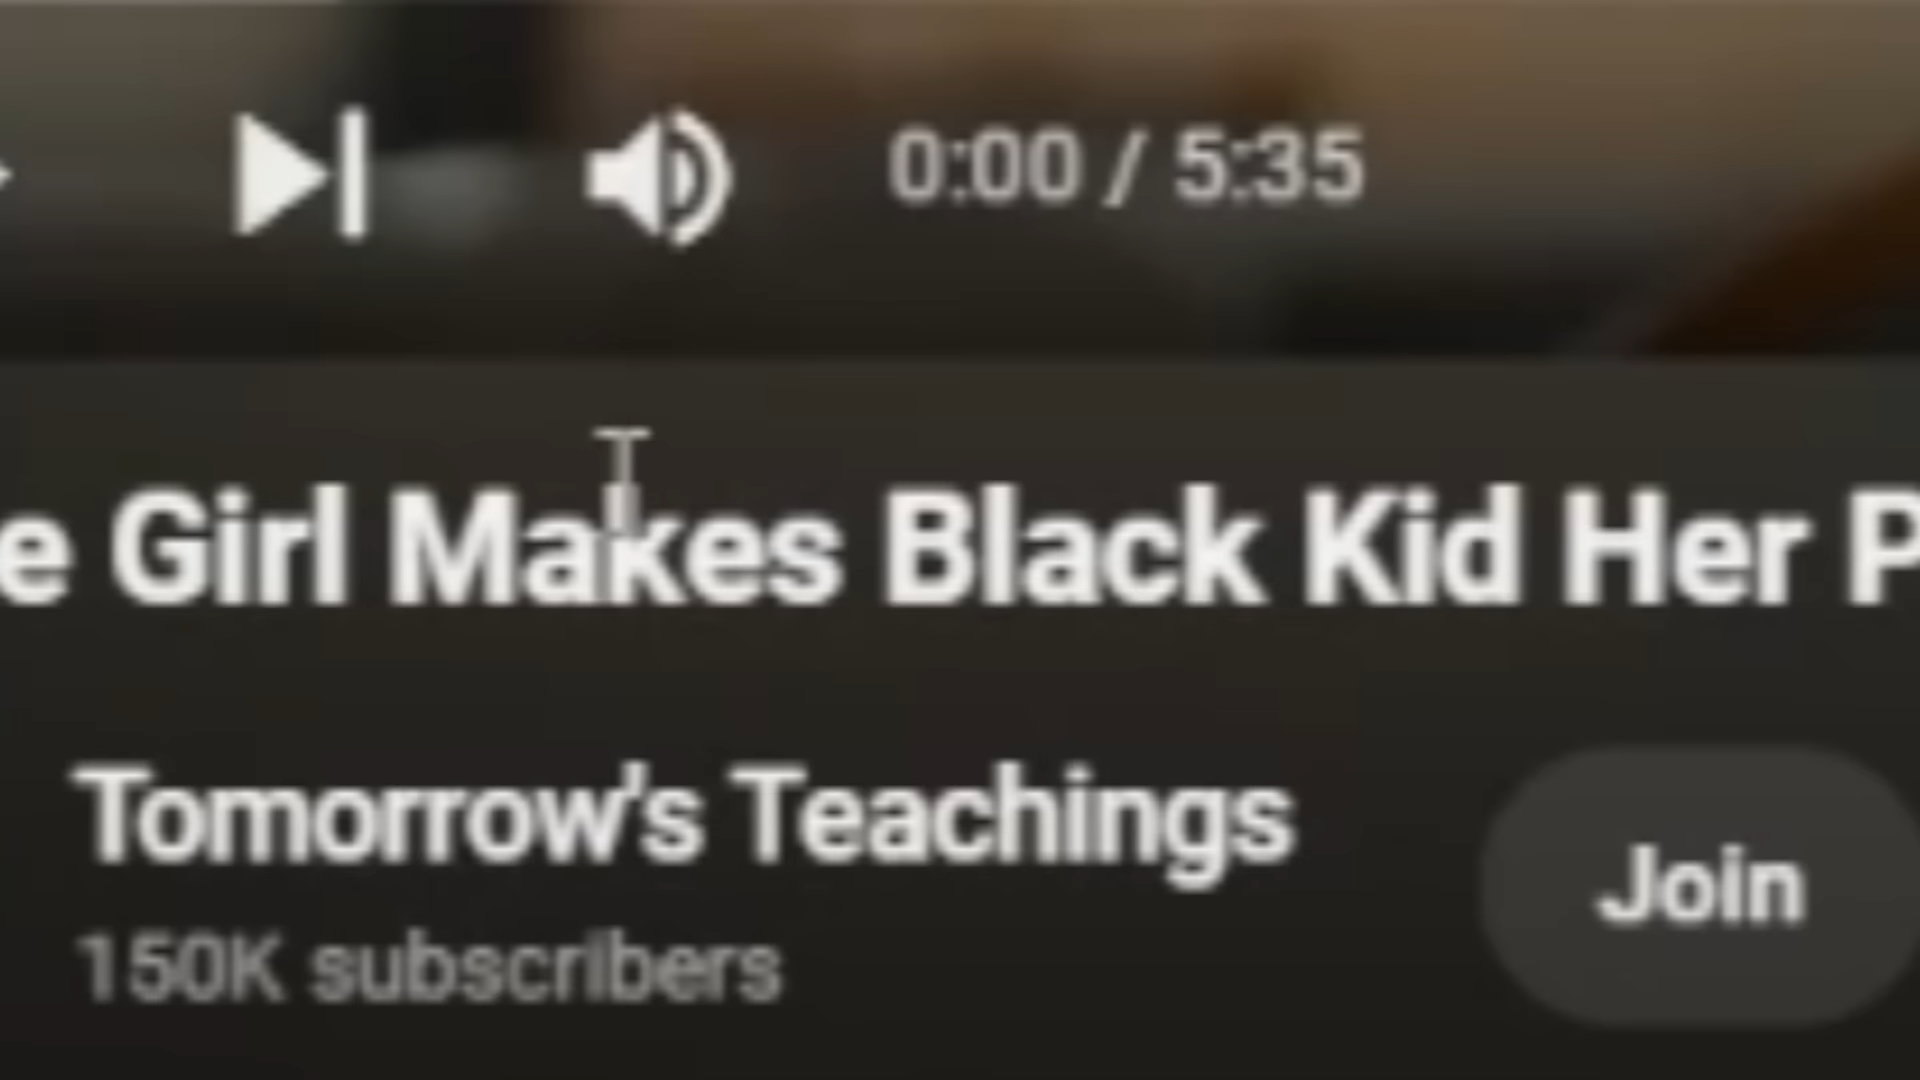 0:00 / 5:35
e Girl Makes Black Kid Her P
Tomorrow's Teachings
Join
150K subscribers